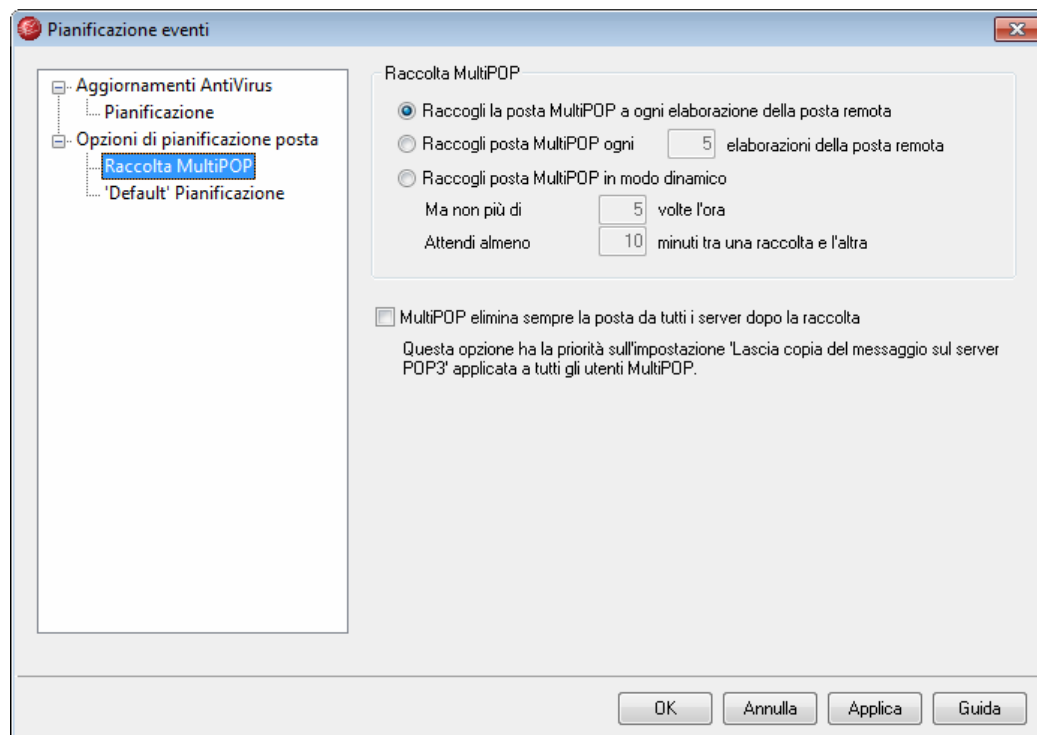 Pianificazione eventi
Aggiornamenti AntiVirus
Pianificazione
Opzioni di pianificazione posta
Raccolta MultiPOP
'Default' Pianificazione
Raccolta MultiPOP
Raccogli la posta MultiPOP a ogni elaborazione della posta remota
Raccogli posta MultiPOP ogni 5 elaborazioni della posta remota
Raccogli posta MultiPOP in modo dinamico
Ma non più di 5 volte l'ora
Attendi almeno 10 minuti tra una raccolta e l'altra
MultiPOP elimina sempre la posta da tutti i server dopo la raccolta
Questa opzione ha la priorità sull'impostazione 'Lascia copia del messaggio sul server
POP3' applicata a tutti gli utenti MultiPOP.
OK Annulla Applica Guida